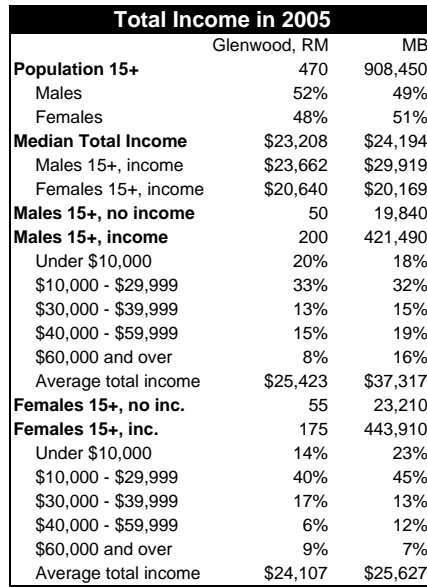 Total Income in 2005
Glenwood, RM MB
Population 15+ 470 908,450
Males 52% 49%
Females 48% 51%
Median Total Income $23,208 $24,194
Males 15+, income $23,662 $29,919
Females 15+, income $20,640 $20,169
Males 15+, no income 50 19,840
Males 15+, income 200 421,490
Under $10,000 20% 18%
$10,000 - $29,999 33% 32%
$30,000 - $39,999 13% 15%
$40,000 - $59,999 15% 19%
$60,000 and over 8% 16%
Average total income $25,423 $37,317
Females 15+, no inc. 55 23,210
Females 15+, inc. 175 443,910
Under $10,000 14% 23%
$10,000 - $29,999 40% 45%
$30,000 - $39,999 17% 13%
$40,000 - $59,999 6% 12%
$60,000 and over 9% 7%
Average total income $24,107 $25,627